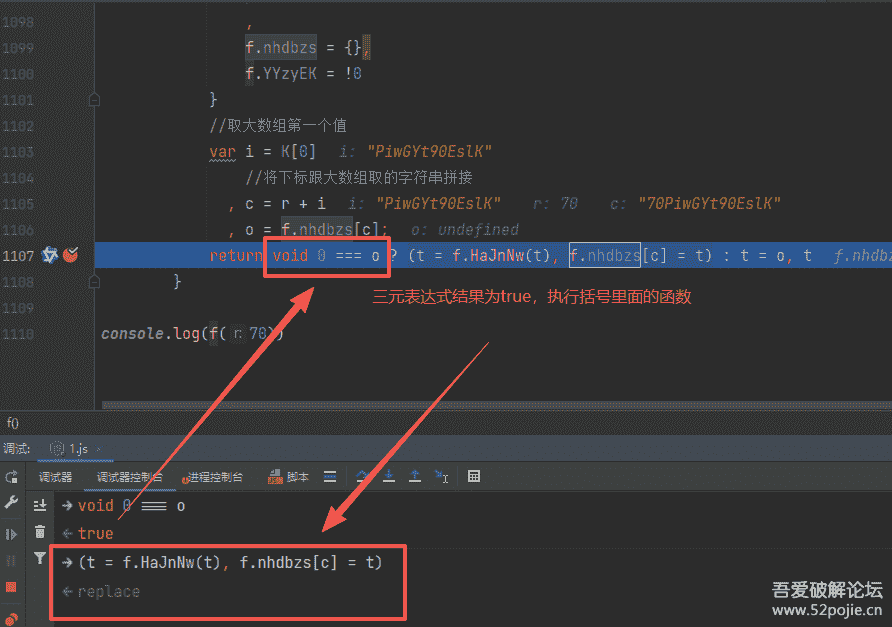 1098 ,
1099 f.nhdbzs = {},
1100 f.YYzyEK = !0
1101 }
1102 //取大数组第一个值
1103 var i = K[0] i: "PiwGYt90EslK"
1104 //将下标跟大数组取的字符串拼接
1105 , c = r + i i: "PiwGYt90EslK" r: 70 c: "70PiwGYt90EslK"
1106 , o = f.nhdbzs[c]; o: undefined
1107 return void 0 === o ? (t = f.HaJnNw(t), f.nhdbzs[c] = t) : t = o, t f.nhdbz
三元表达式结果为true，执行括号里面的函数
1108 }
1109
1110 console.log(f( r: 70))
f()
调试: 1.js
调试器 调试器控制台 进程控制台 脚本
void 0 === o
true
(t = f.HaJnNw(t), f.nhdbzs[c] = t)
replace
吾爱破解论坛
www.52pojie.cn